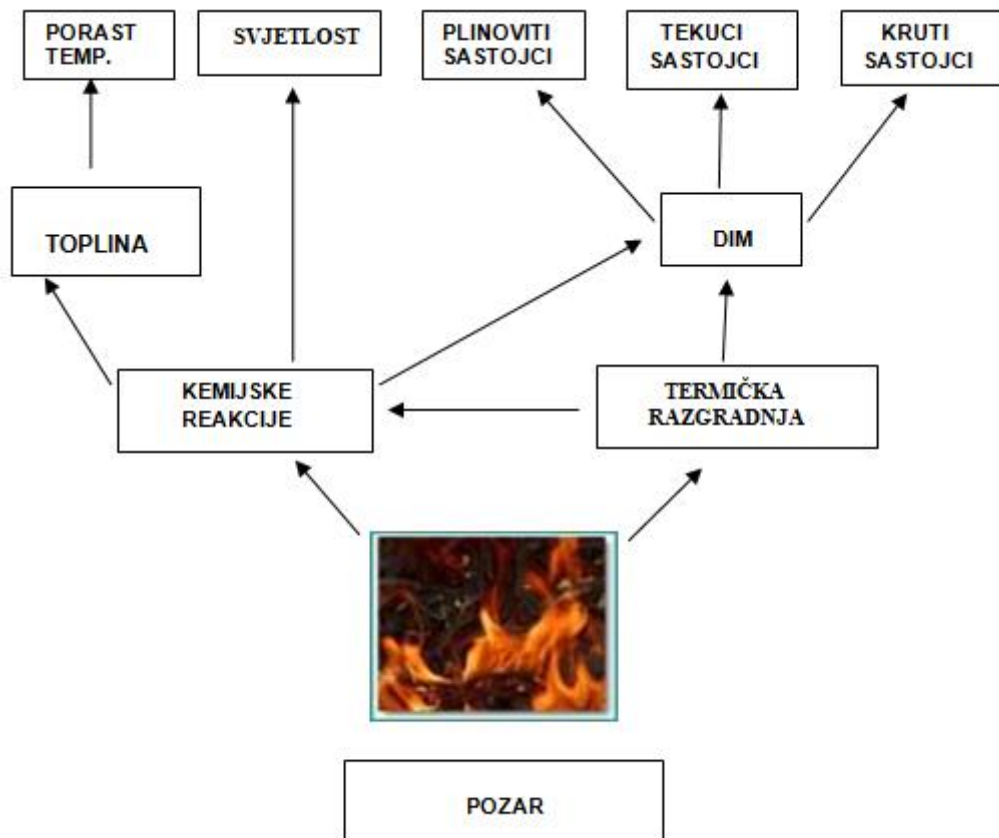 PORAST
TEMP.
SVJETLOST
PLINOVITI
SASTOJCI
TEKUCI
SASTOJCI
KRUTI
SASTOJCI
TOPLINA
DIM
KEMIJSKE
REAKCIJE
TERMIČKA
RAZGRADNJA
POZAR